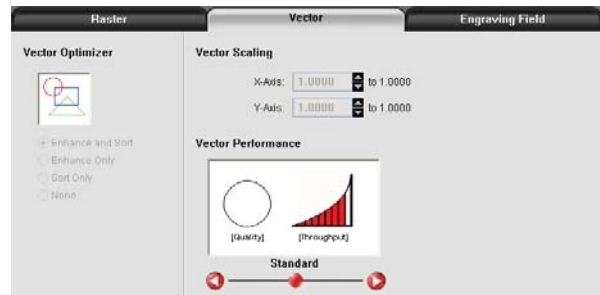 Raster
Vector
Engraving Field
Vector Optimizer
Enhance and Sort
Enhance Only
Sort Only
None
Vector Scaling
X-Axis: 1.0000 to 1.0000
Y-Axis: 1.0000 to 1.0000
Vector Performance
[Quality]
[Throughput]
Standard